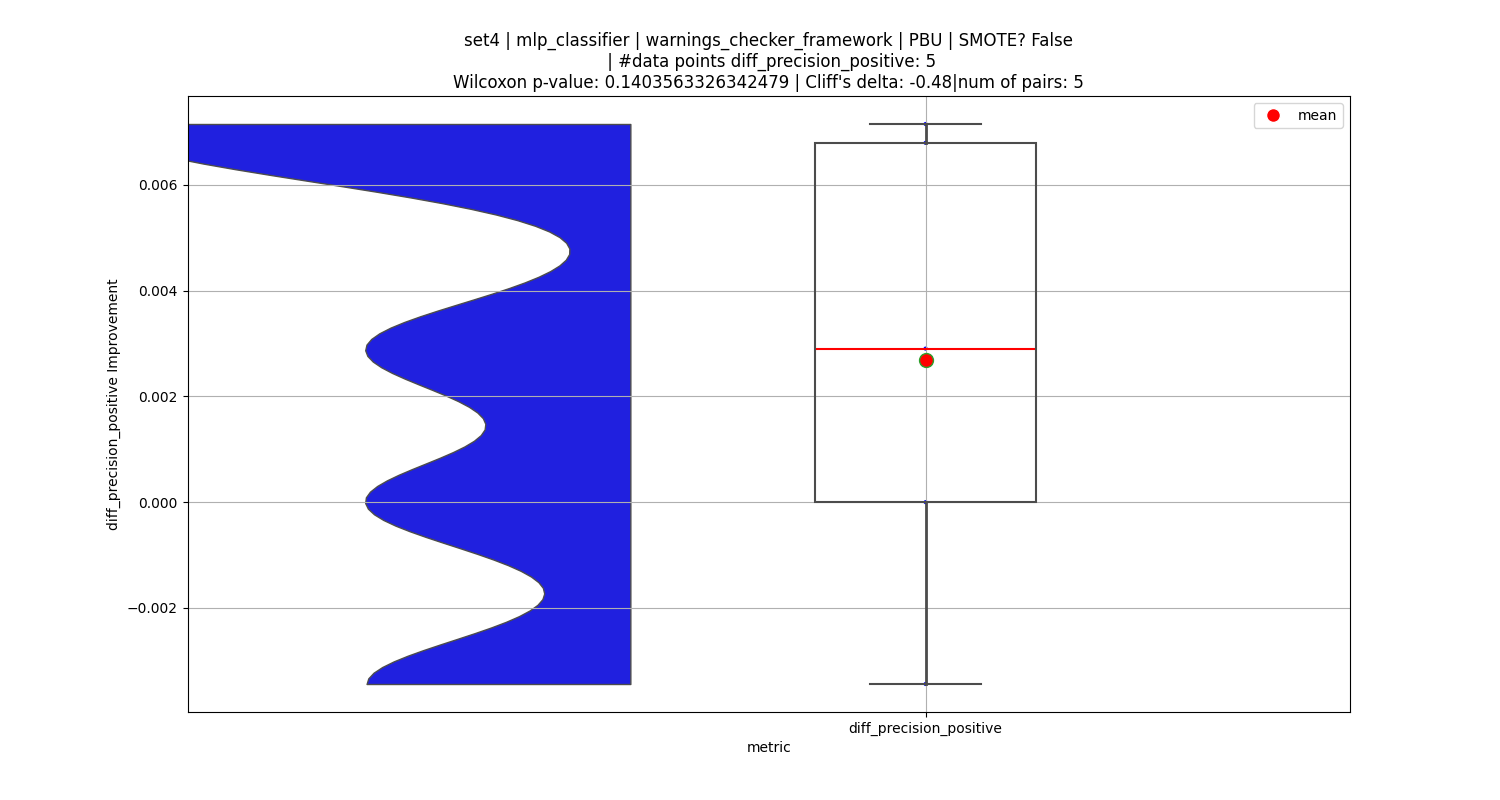 set4 | mlp_classifier | warnings_checker_framework | PBU | SMOTE? False
| #data points diff_precision_positive: 5
Wilcoxon p-value: 0.1403563326342479 | Cliff's delta: -0.48|num of pairs: 5
mean
0.006
0.004
0.002
0.000
−0.002
diff_precision_positive Improvement
diff_precision_positive
metric